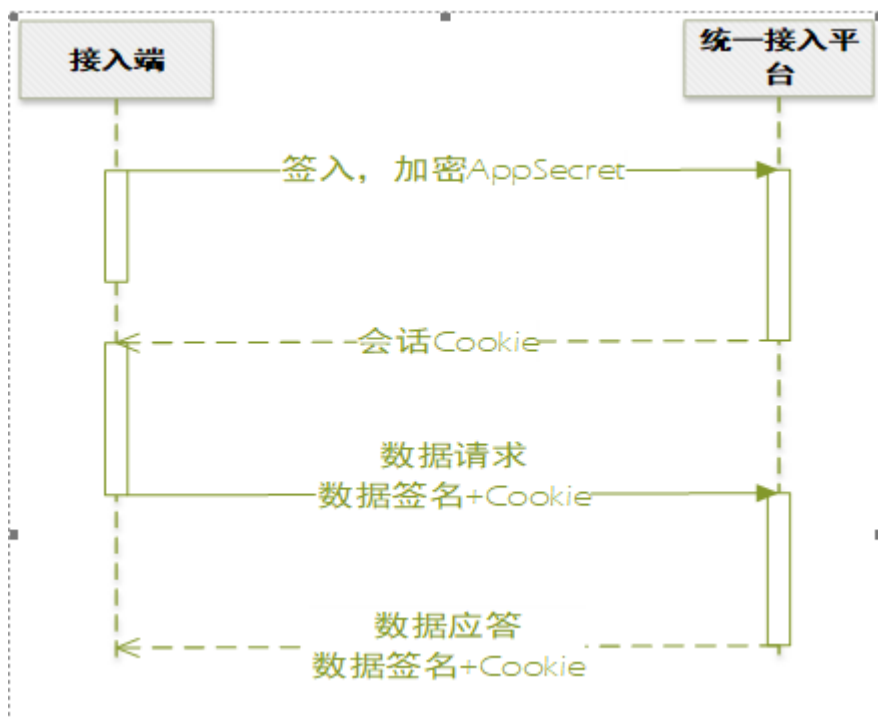 接入端
统一接入平
台
签入，加密AppSecret
会话Cookie
数据请求
数据签名+Cookie
数据应答
数据签名+Cookie